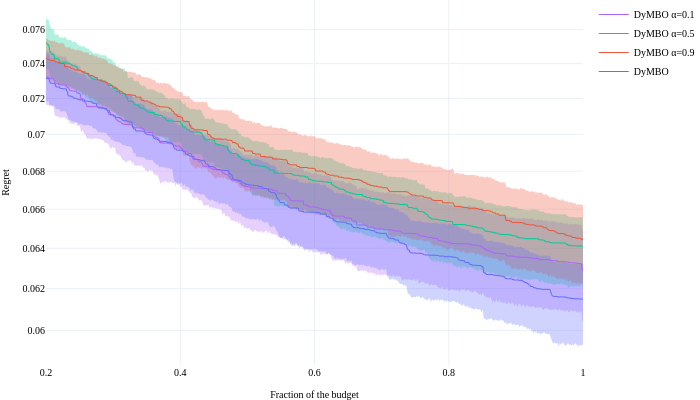 DyMBO α=0.1
DyMBO α=0.5
DyMBO α=0.9
DyMBO
0.076
0.074
0.072
0.07
0.068
0.066
0.064
0.062
0.06
Regret
0.2 0.4 0.6 0.8 1
Fraction of the budget